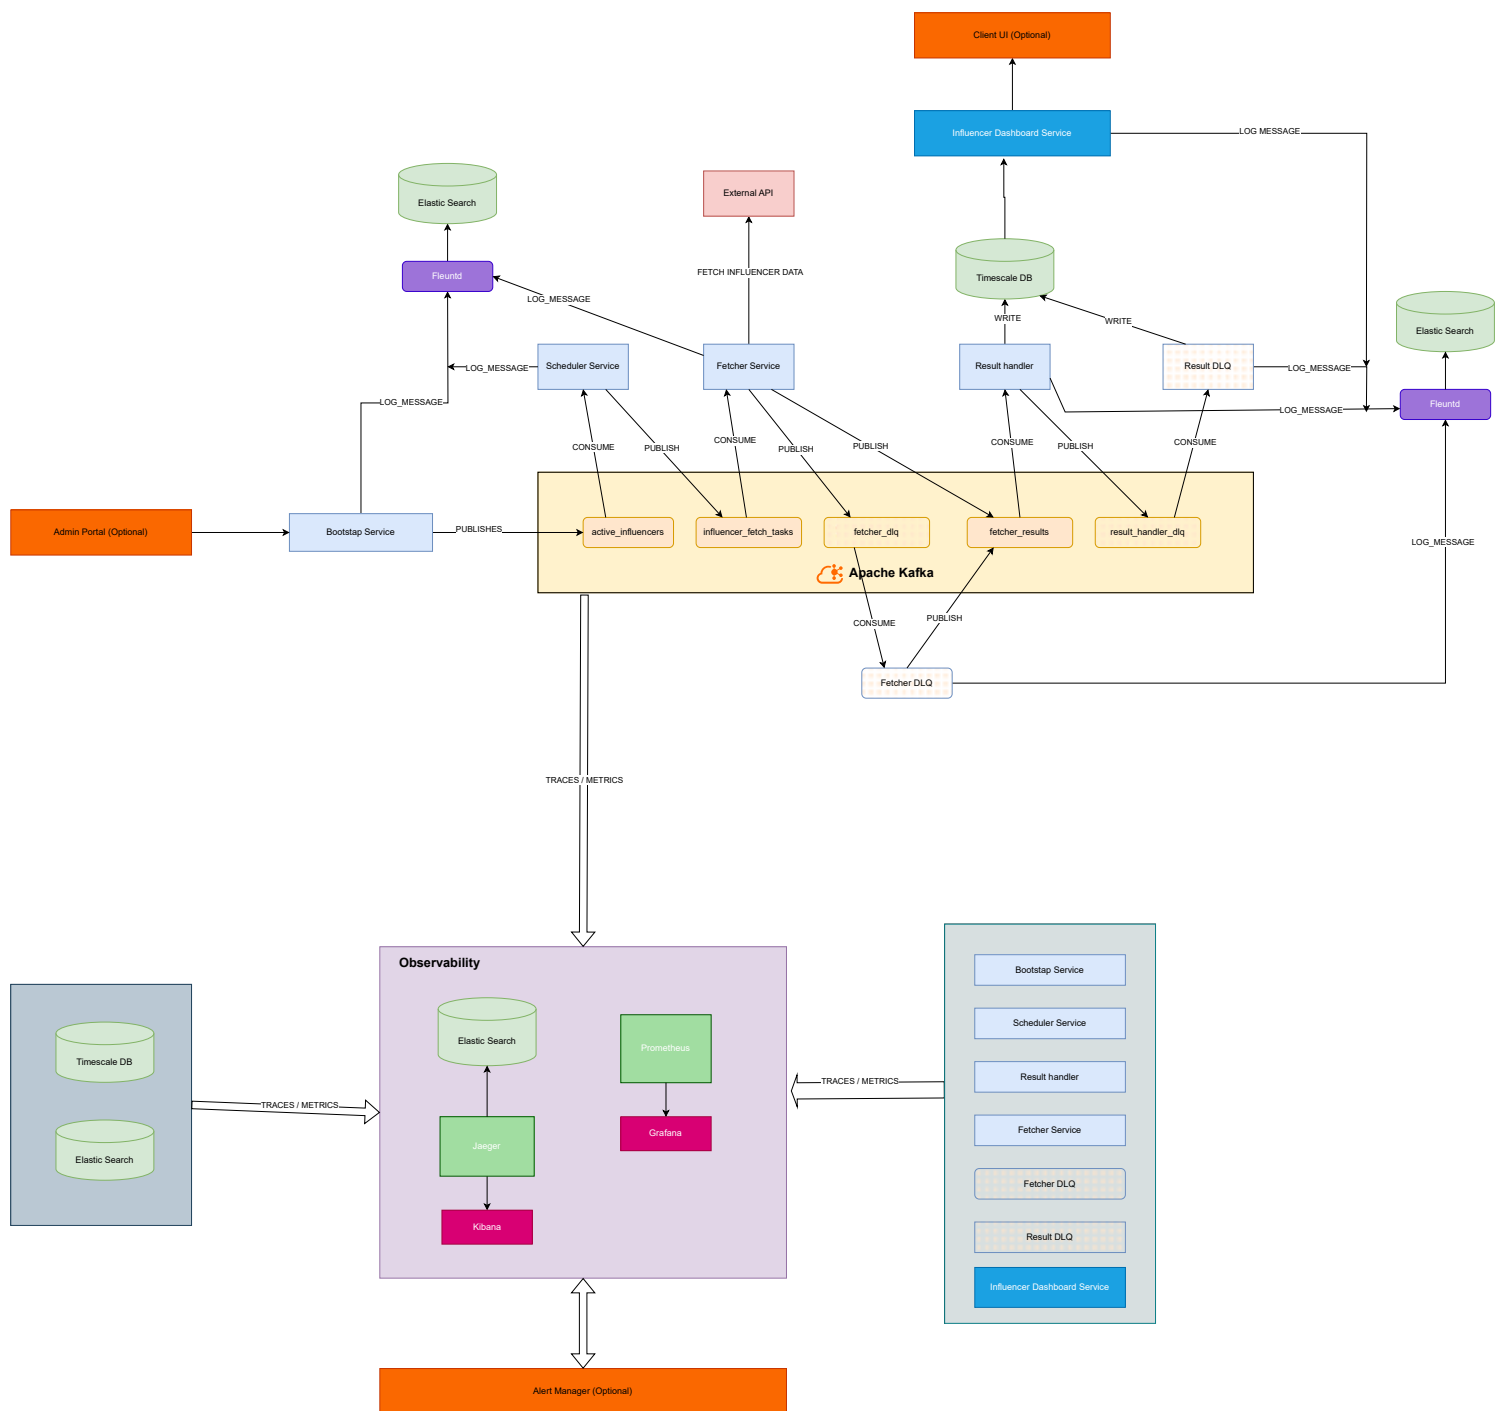 Client UI (Optional)
Influencer Dashboard Service
LOG MESSAGE
Elastic Search
External API
Fleuntd
FETCH INFLUENCER DATA
Timescale DB
LOG_MESSAGE
WRITE
WRITE
Elastic Search
Scheduler Service
Fetcher Service
Result handler
Result DLQ
LOG_MESSAGE
LOG_MESSAGE
LOG_MESSAGE
LOG_MESSAGE
Fleuntd
CONSUME
PUBLISH
CONSUME
PUBLISH
PUBLISH
CONSUME
PUBLISH
CONSUME
Admin Portal (Optional)
Bootstap Service
PUBLISHES
active_influencers
influencer_fetch_tasks
fetcher_dlq
fetcher_results
result_handler_dlq
LOG_MESSAGE
Apache Kafka
CONSUME
PUBLISH
Fetcher DLQ
TRACES / METRICS
Observability
Elastic Search
Prometheus
Jaeger
Grafana
Kibana
Timescale DB
Elastic Search
TRACES / METRICS
TRACES / METRICS
Bootstap Service
Scheduler Service
Result handler
Fetcher Service
Fetcher DLQ
Result DLQ
Influencer Dashboard Service
Alert Manager (Optional)